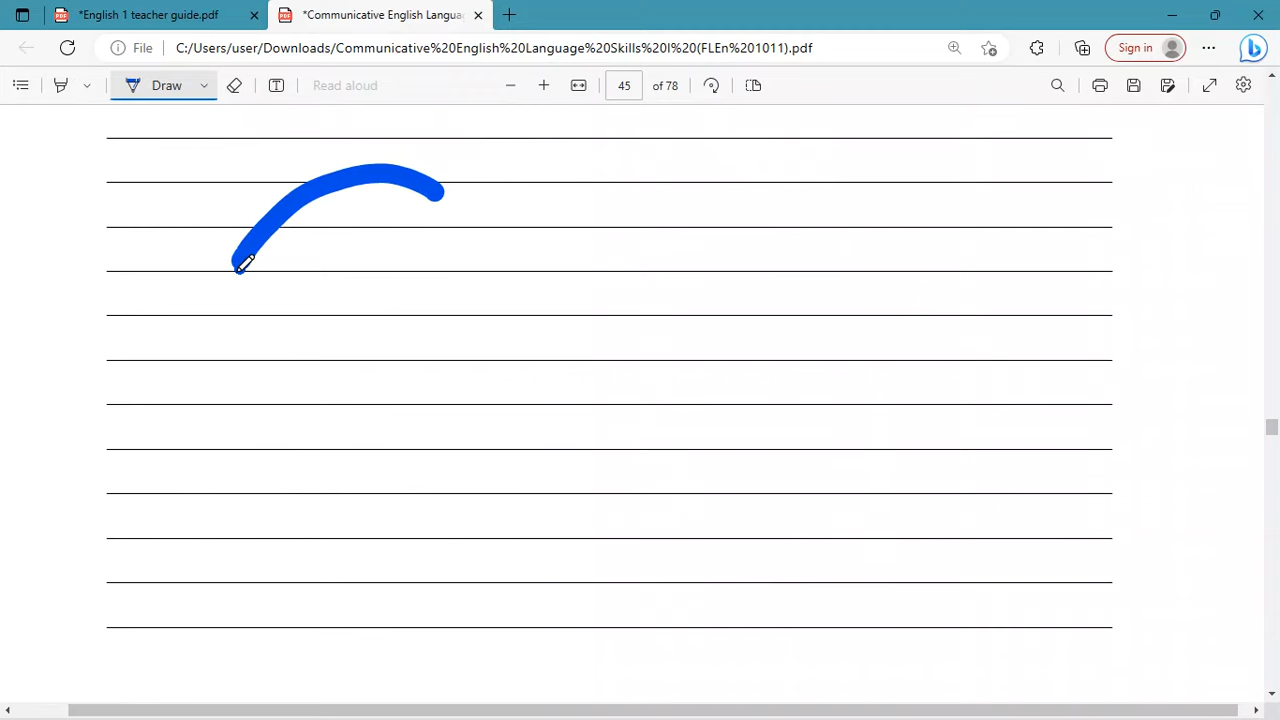 *English 1 teacher guide.pdf
*Communicative English Langua
File C:/Users/user/Downloads/Communicative%20English%20Language%20Skills%20I%20(FLEn%201011).pdf
Sign in
Draw
Read aloud
45 of 78